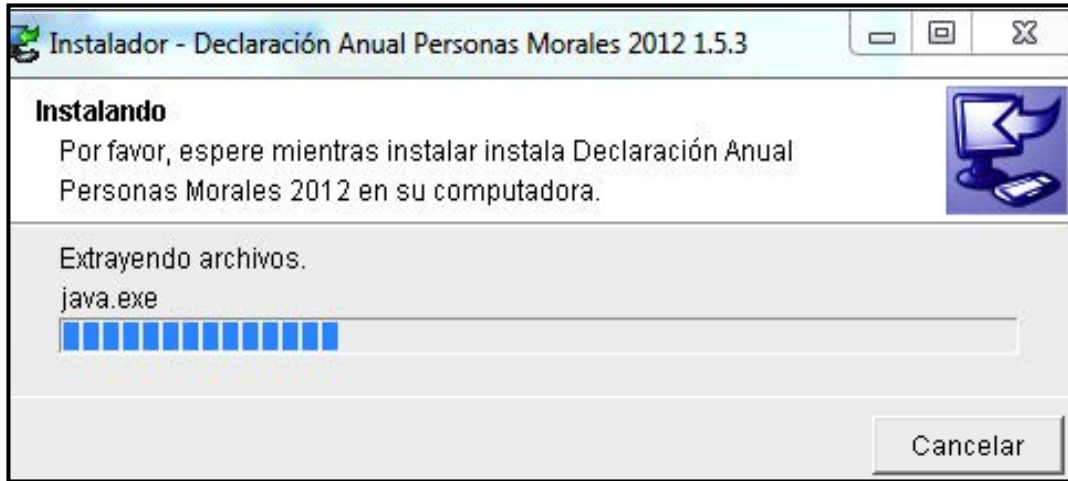 Instalador - Declaración Anual Personas Morales 2012 1.5.3
Instalando
Por favor, espere mientras instalar instala Declaración Anual
Personas Morales 2012 en su computadora.
Extrayendo archivos.
java.exe
Cancelar